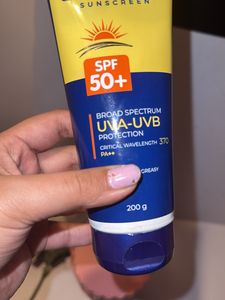 SUNSCREEN
SPF
50+
BROAD SPECTRUM
UVA-UVB
PROTECTION
CRITICAL WAVELENGTH 370
PA++
GREASY
200 g